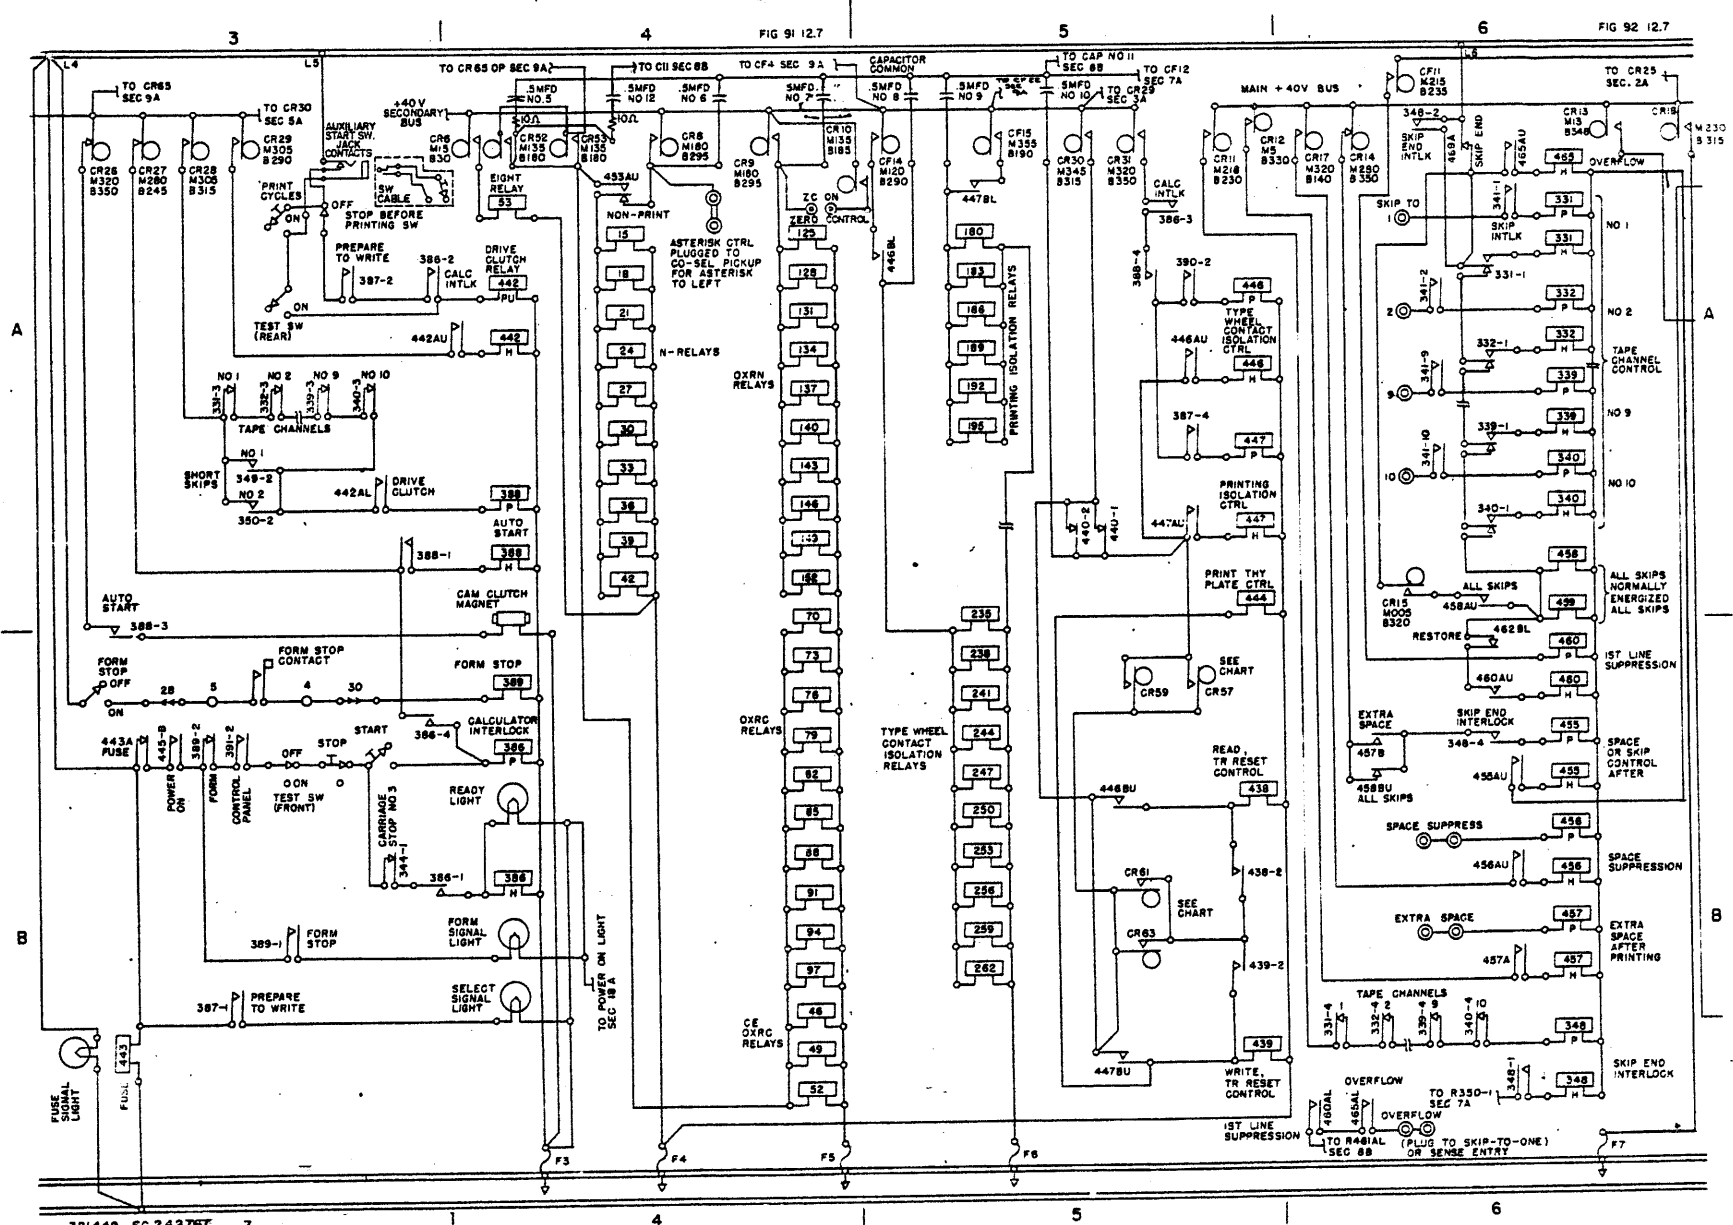 3
4
FIG 91 12.7
5
6
FIG 92 12.7
L4
L5
L6
TO CR65
SEC 9A
TO CR30
SEC 5A
TO CR65 OP SEC 9A
TO C11 SEC 8B
TO CF4 SEC 9A
CAPACITOR
COMMON
TO CAP NO 11
SEC 8B
TO CF12
SEC 7A
TO CR29
SEC 3A
MAIN +40V BUS
CF11
M215
B235
TO CR25
SEC. 2A
+40V
SECONDARY
BUS
.5MFD
NO.5
.5MFD
NO 12
.5MFD
NO 6
.5MFD
NO 7
.5MFD
NO 8
.5MFD
NO 9
.5MFD
NO 10
10Ω
10Ω
CR26
M320
B350
CR27
M280
B245
CR28
M305
B315
CR29
M305
B290
AUXILIARY
START SW.
JACK
CONTACTS
CR6
M15
B30
CR52
M135
B180
CR53
M135
B180
CR8
M180
B295
CR9
M180
B295
CR10
M135
B185
CF14
M120
B290
CF15
M355
B190
CR30
M345
B315
CR31
M320
B350
CR11
M218
B230
CR12
M5
B330
CR17
M320
B140
CR14
M280
B350
CR13
M13
B348
M230
B315
348-2
SKIP
END
INTLK
468A
SKIP END
465AU
465
H
OVERFLOW
PRINT
CYCLES
ON
OFF
SW
CABLE
STOP BEFORE
PRINTING SW
EIGHT
RELAY
53
453AU
NON-PRINT
ZC ON
ZERO CONTROL
447BL
CALC
INTLK
386-3
SKIP TO
1
341-1
SKIP
INTLK
331
P
NO 1
331
H
331-1
PREPARE
TO WRITE
387-2
386-2
CALC
INTLK
DRIVE
CLUTCH
RELAY
442
PU
ON
TEST SW
(REAR)
442AU
442
H
ASTERISK CTRL
PLUGGED TO
CO-SEL PICKUP
FOR ASTERISK
TO LEFT
446BL
388-4
390-2
446
P
TYPE
WHEEL
CONTACT
ISOLATION
CTRL
446AU
446
H
341-2
2
332
P
NO 2
332
H
332-1
TAPE
CHANNEL
CONTROL
A
A
15
18
21
24
27
30
33
36
39
42
N-RELAYS
125
128
131
134
137
140
143
146
OXRN
RELAYS
180
183
186
189
192
195
PRINTING ISOLATION RELAYS
NO 1
NO 2
NO 9
NO 10
331-3
332-3
339-3
340-3
TAPE CHANNELS
SHORT
SKIPS
NO 1
349-2
NO 2
350-2
442AL
DRIVE
CLUTCH
388
P
AUTO
START
388-1
388
H
387-4
447
P
PRINTING
ISOLATION
CTRL
447AU
447
H
440-2
440-1
341-9
9
339
P
339
H
339-1
NO 9
341-10
10
340
P
340
H
340-1
NO 10
458
ALL SKIPS
NORMALLY
ENERGIZED
ALL SKIPS
CR15
M005
B320
ALL SKIPS
458AU
499
PRINT THY
PLATE CTRL
444
RESTORE
462BL
460
P
1ST LINE
SUPPRESSION
460AU
460
H
CAM CLUTCH
MAGNET
AUTO
START
388-3
FORM
STOP
OFF
ON
28
5
FORM STOP
CONTACT
4
30
FORM STOP
389
CALCULATOR
INTERLOCK
386-4
386
P
443A
FUSE
445-B
POWER
ON
389-2
FORM
391-2
CONTROL
PANEL
OFF
ON
TEST SW
(FRONT)
STOP
START
CARRIAGE
STOP NO 3
344-1
386-1
READY
LIGHT
386
H
70
73
76
79
82
85
88
91
94
97
46
49
52
OXRC
RELAYS
CE
OXRC
RELAYS
235
238
241
244
247
250
253
256
259
262
TYPE WHEEL
CONTACT
ISOLATION
RELAYS
CR59
CR57
SEE
CHART
READ,
TR RESET
CONTROL
438
446BU
CR61
CR63
SEE
CHART
438-2
439-2
439
447BU
WRITE,
TR RESET
CONTROL
EXTRA
SPACE
457B
SKIP END
INTERLOCK
348-4
455
P
455AU
455
H
SPACE
OR SKIP
CONTROL
AFTER
458BU
ALL SKIPS
SPACE SUPPRESS
456
P
456AU
456
H
SPACE
SUPPRESSION
EXTRA SPACE
457
P
457A
457
H
EXTRA
SPACE
AFTER
PRINTING
B
B
389-1
FORM
STOP
FORM
SIGNAL
LIGHT
387-1
PREPARE
TO WRITE
SELECT
SIGNAL
LIGHT
TO POWER ON LIGHT
SEC 18 A
FUSE
SIGNAL
LIGHT
443
TAPE CHANNELS
331-4
1
332-4
2
339-4
9
340-4
10
348
P
348-1
348
H
SKIP END
INTERLOCK
OVERFLOW
460AL
465AL
TO R350-1
SEC 7A
OVERFLOW
1ST LINE
SUPPRESSION
TO R461AL
SEC 8B
(PLUG TO SKIP-TO-ONE)
OR SENSE ENTRY
F3
F4
F5
F6
F7
4
5
6